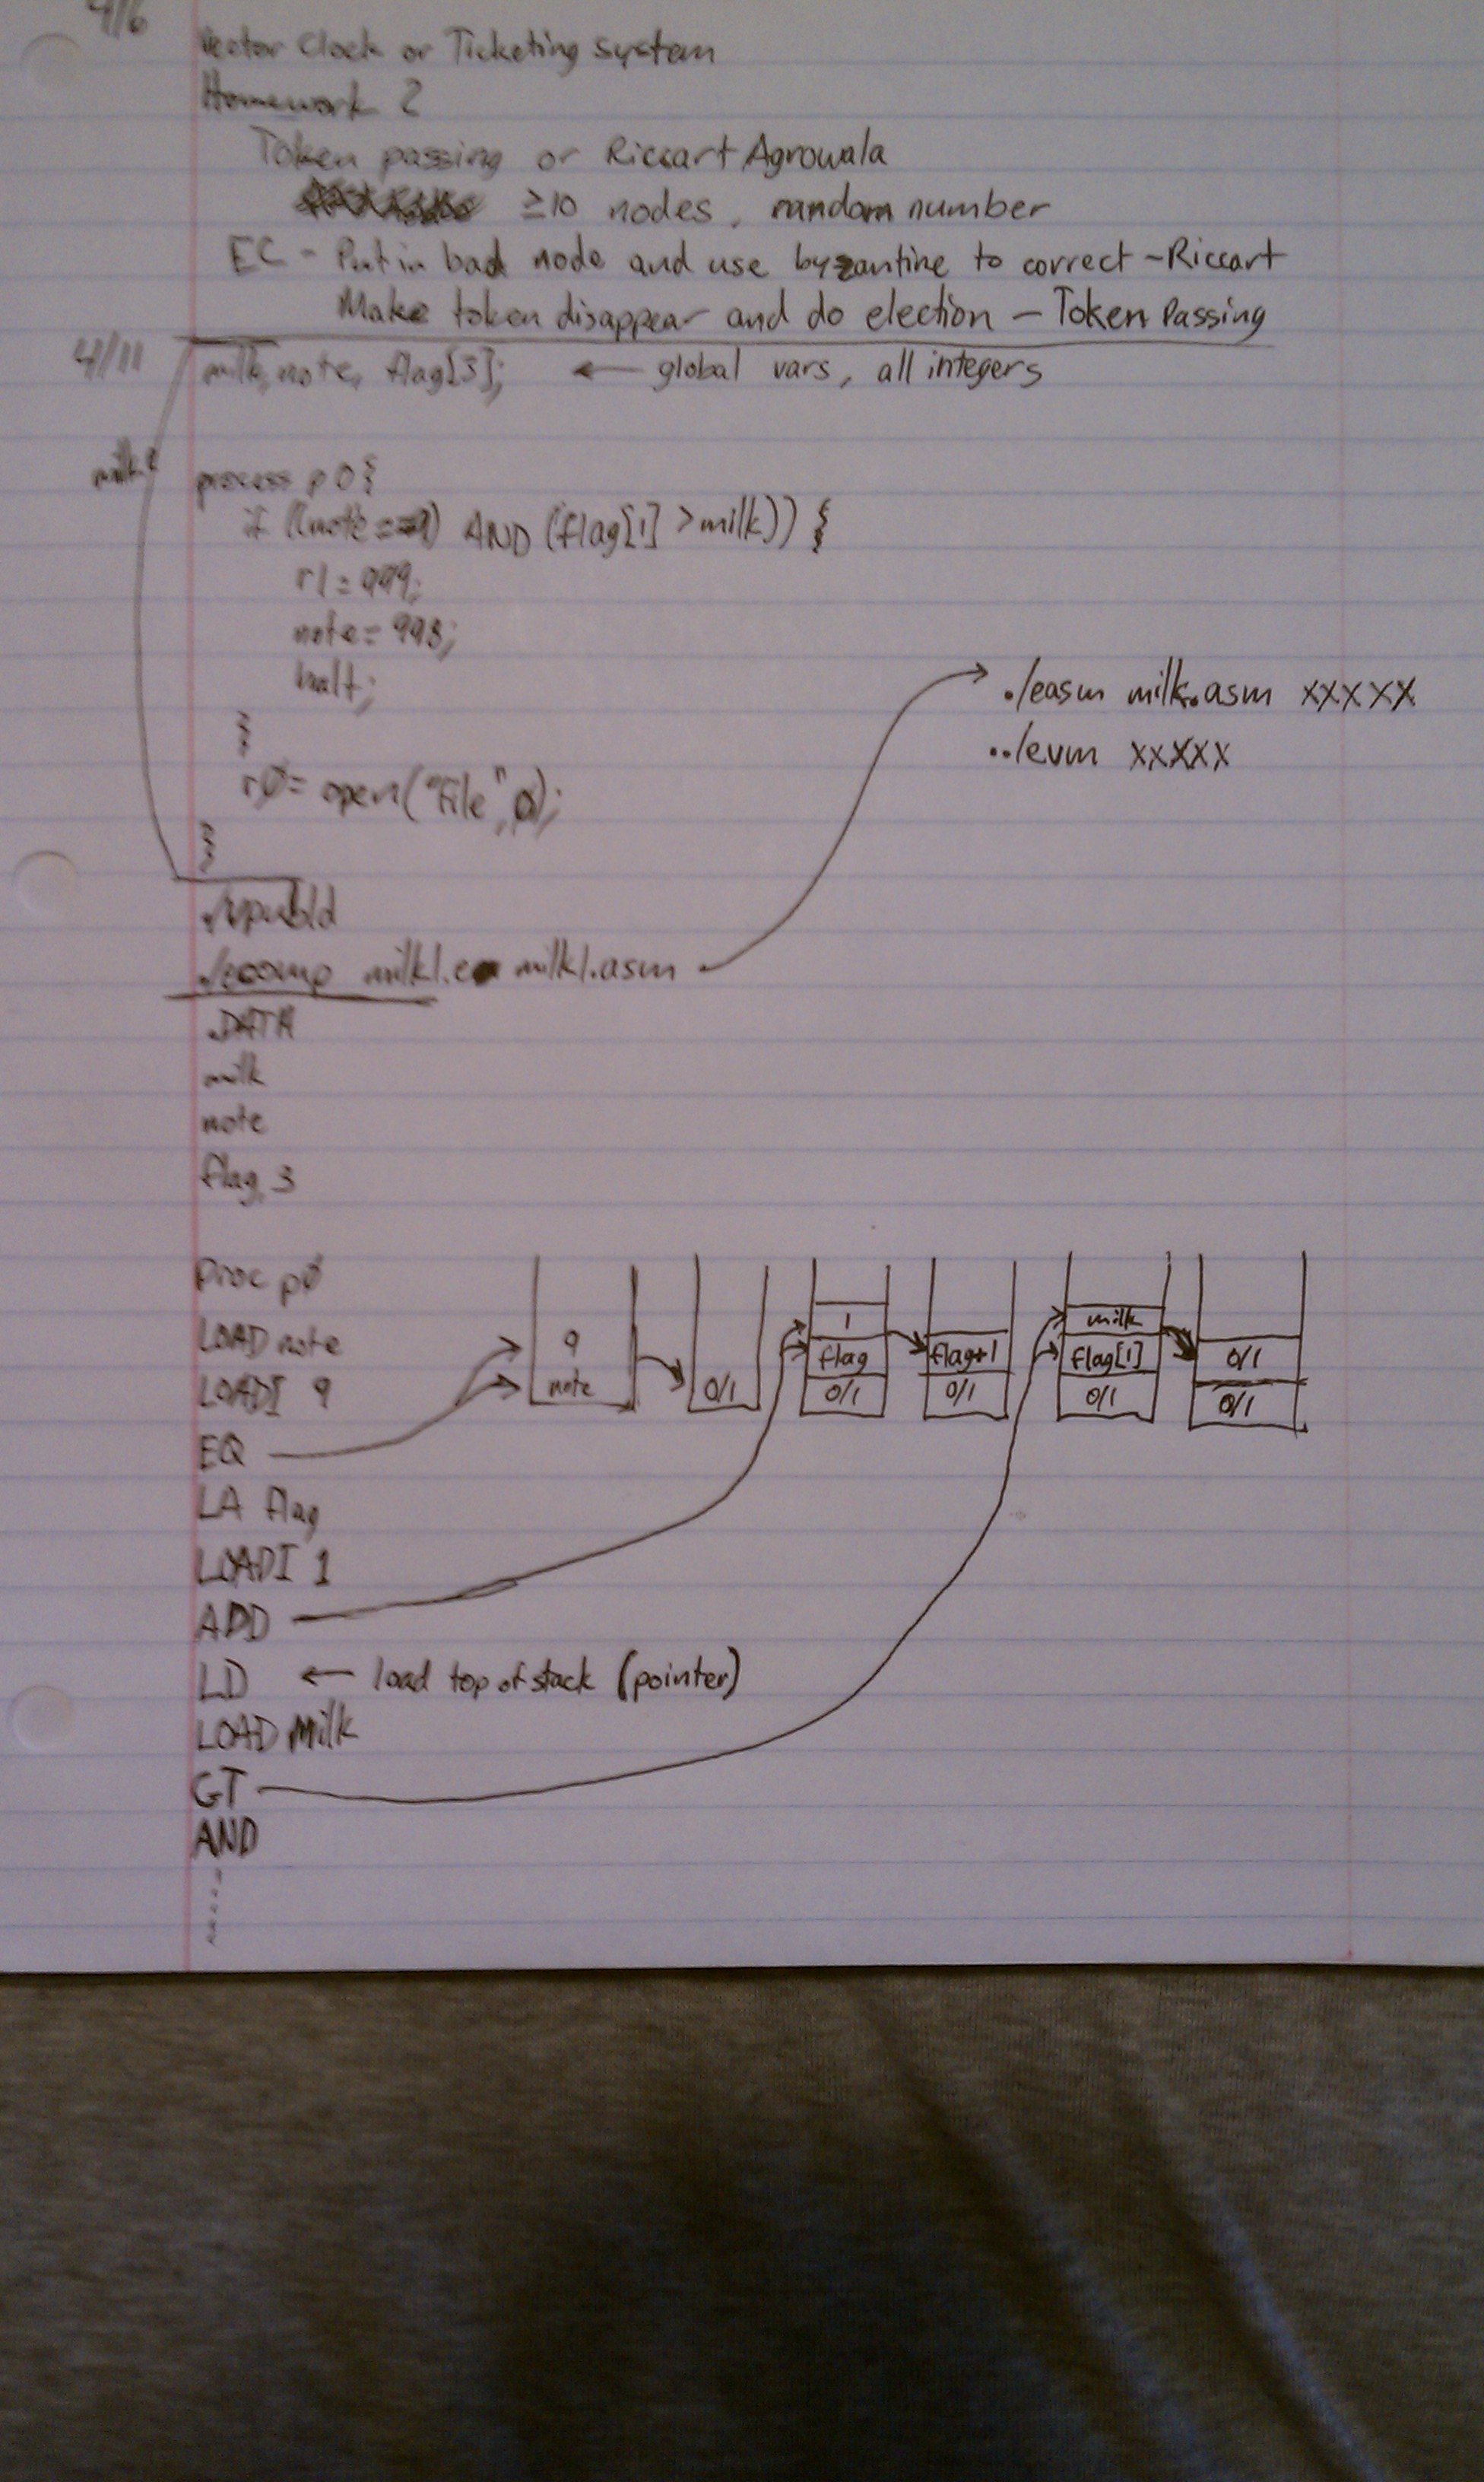 4/6
Vector Clock or Ticketing system
Homework 2
Token passing or Riccart Agrowala
≥10 nodes, random number
EC - Put in bad node and use byzantine to correct - Riccart
Make token disappear and do election - Token Passing
4/11
milk, note, flag[3]; ← global vars, all integers
process p0{
if ((note==9) AND (flag[1] > milk)) {
r1 = 999;
note = 998;
halt;
}
r0 = open("file", 0);
}
./easm milk.asm xxxxx
../evm xxxxx
./ecomp milk1.e milk1.asm
.DATA
milk
note
flag, 3
Proc p0
LOAD note
LOADI 9
EQ
LA flag
LOADI 1
ADD
LD ← load top of stack (pointer)
LOAD Milk
GT
AND
9
note
0/1
1
flag
0/1
flag+1
0/1
milk
flag[1]
0/1
0/1
0/1